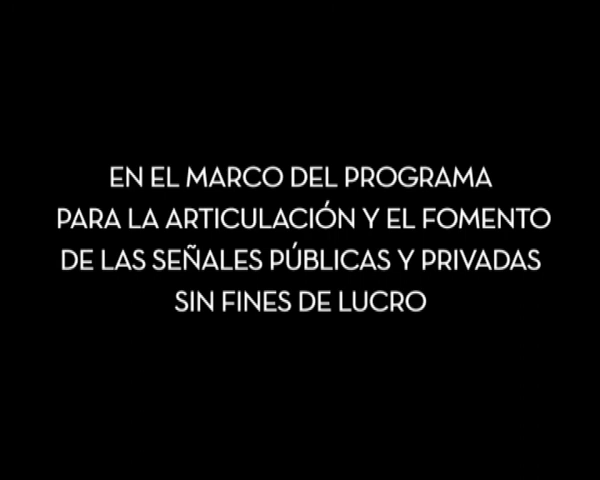 EN EL MARCO DEL PROGRAMA
PARA LA ARTICULACIÓN Y EL FOMENTO
DE LAS SEÑALES PÚBLICAS Y PRIVADAS
SIN FINES DE LUCRO